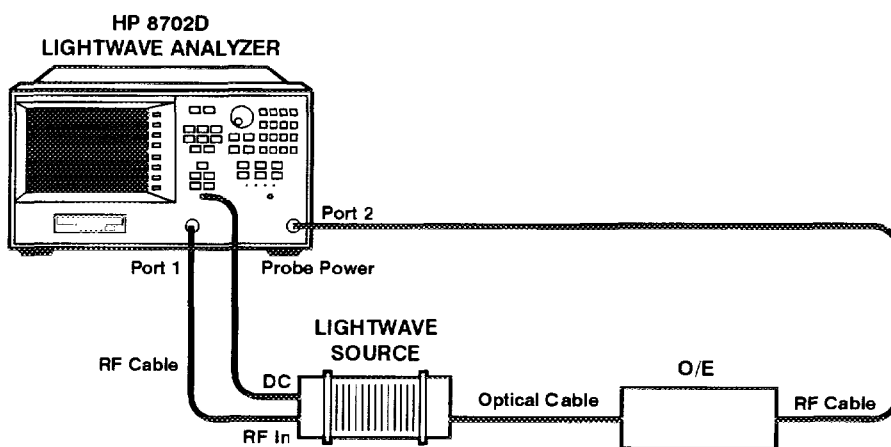 HP 8702D
LIGHTWAVE ANALYZER
Port 2
Port 1
Probe Power
LIGHTWAVE
SOURCE
RF Cable
O/E
DC
Optical Cable
RF Cable
RF In